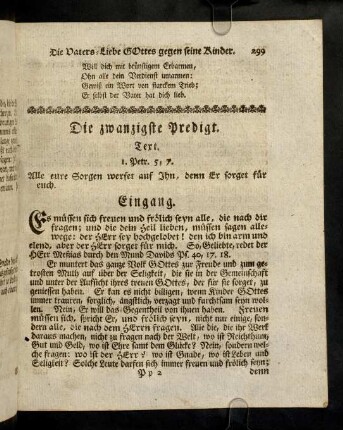 Die Vaters-Liebe GOttes gegen seine Kinder. 299
Will dich mit brünstigem Erbarmen,
Ohn alle dein Verdienst umarmen:
Gewiß ein Wort von starckem Trieb;
Er selbst der Vater hat dich lieb.
Die zwanzigste Predigt.
Text.
1. Petr. 5, 7.
Alle eure Sorgen werfet auf Ihn, denn Er sorget für
euch.
Eingang.
Es müssen sich freuen und frölich seyn alle, die nach dir
fragen; und die dein Heil lieben, müssen sagen alle-
wege: der HErr sey hochgelobet! den ich bin arm und
elend, aber der HErr sorget für mich. So, Geliebte, redet der
HErr Messias durch den Mund Davids Ps. 40, 17. 18.
Er muntert das ganze Volk GOttes zur Freude und zum ge-
trosten Muth auf über der Seligkeit, die sie in der Gemeinschaft
und unter der Aufsicht ihres treuen GOttes, der für sie sorget, zu
geniessen haben. Er kan es nicht billigen, wenn Kinder GOttes
immer trauren, sorglich, ängstlich, verzagt und furchtsam seyn wol-
len. Nein, Er will das Gegentheil von ihnen haben. Freuen
müssen sich, spricht Er, und frölich seyn, nicht nur einige, son-
dern alle, die nach dem HErrn fragen. Alle die, die ihr Werk
daraus machen, nicht zu fragen nach der Welt, wo ist Reichthum,
Gut und Geld, wo ist Ehre samt dem Glücke? Nein, sondern wel-
che fragen: wo ist der HErr? wo ist Gnade, wo ist Leben und
Seligkeit? Solche Leute dürfen sich immer freuen und frölich seyn;
P p 2 denn